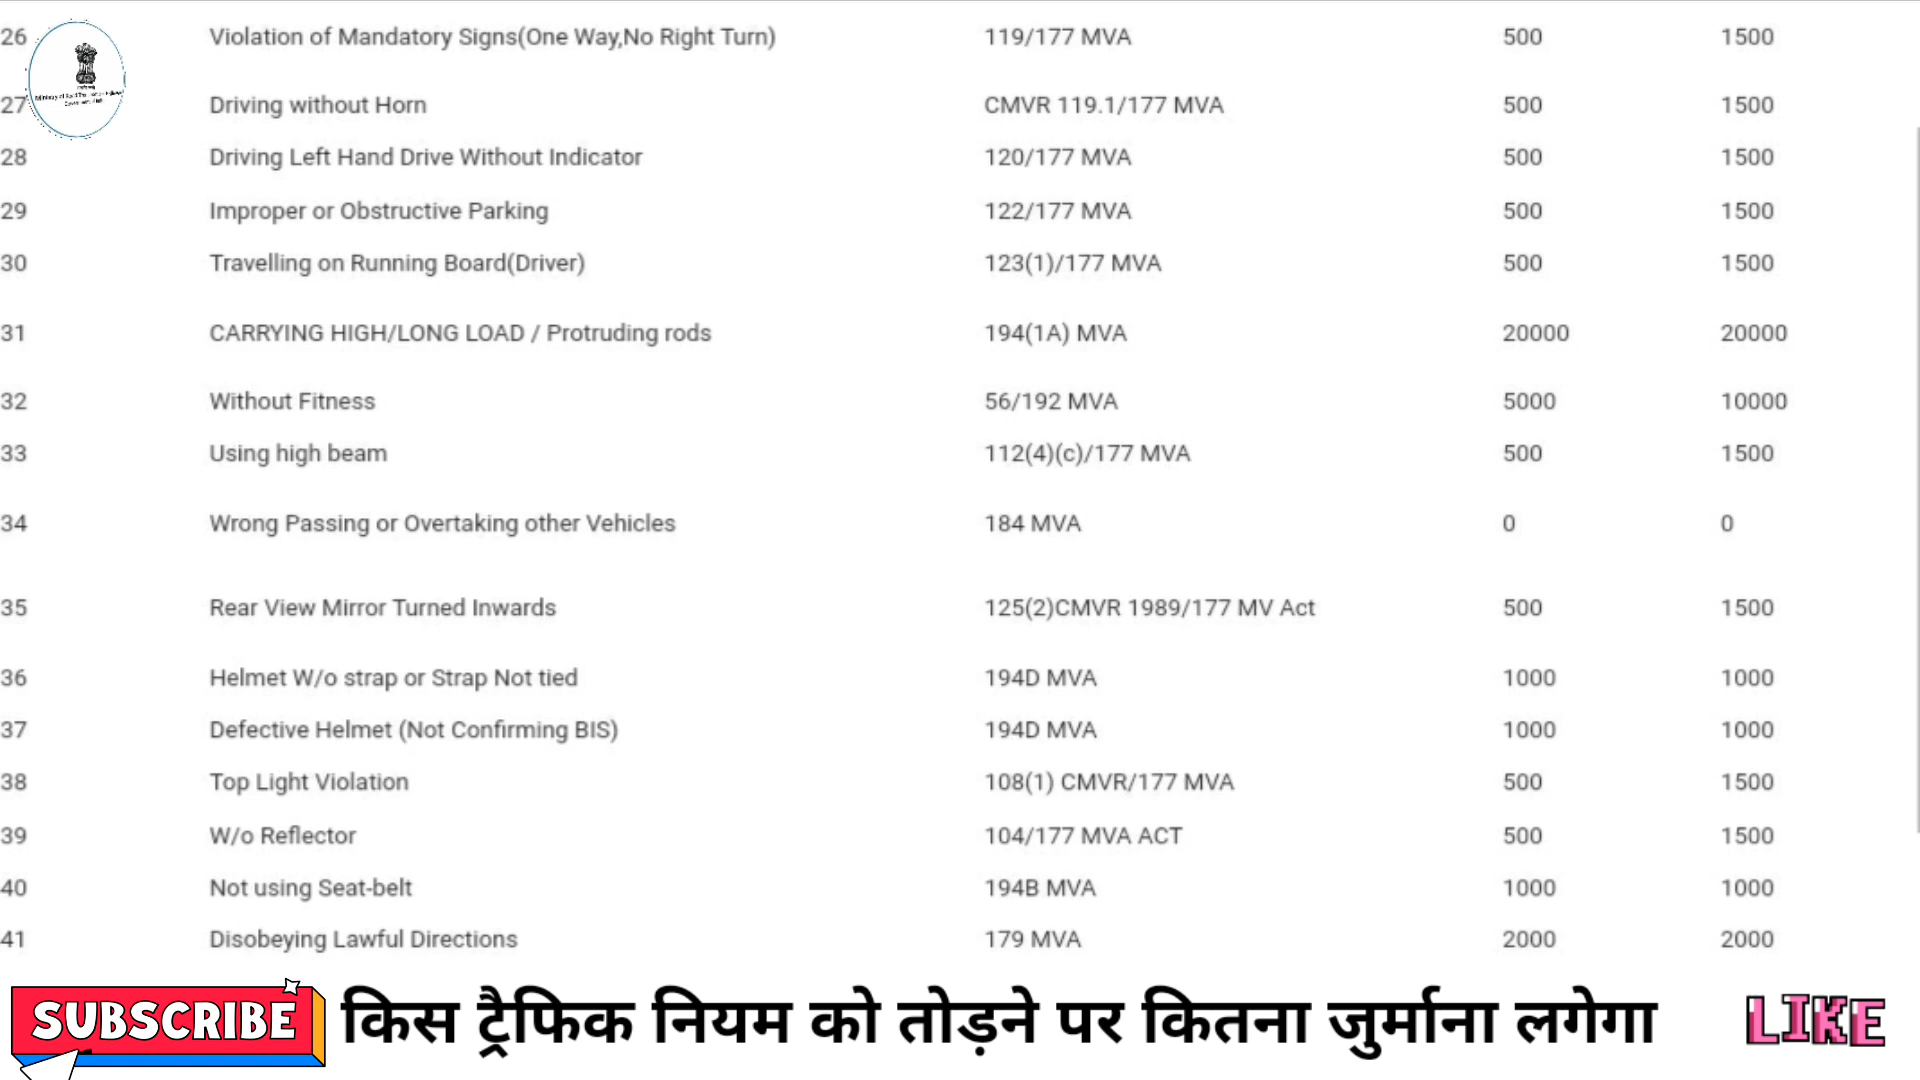 26 Violation of Mandatory Signs(One Way,No Right Turn) 119/177 MVA 500 1500
27 Driving without Horn CMVR 119.1/177 MVA 500 1500
28 Driving Left Hand Drive Without Indicator 120/177 MVA 500 1500
29 Improper or Obstructive Parking 122/177 MVA 500 1500
30 Travelling on Running Board(Driver) 123(1)/177 MVA 500 1500
31 CARRYING HIGH/LONG LOAD / Protruding rods 194(1A) MVA 20000 20000
32 Without Fitness 56/192 MVA 5000 10000
33 Using high beam 112(4)(c)/177 MVA 500 1500
34 Wrong Passing or Overtaking other Vehicles 184 MVA 0 0
35 Rear View Mirror Turned Inwards 125(2)CMVR 1989/177 MV Act 500 1500
36 Helmet W/o strap or Strap Not tied 194D MVA 1000 1000
37 Defective Helmet (Not Confirming BIS) 194D MVA 1000 1000
38 Top Light Violation 108(1) CMVR/177 MVA 500 1500
39 W/o Reflector 104/177 MVA ACT 500 1500
40 Not using Seat-belt 194B MVA 1000 1000
41 Disobeying Lawful Directions 179 MVA 2000 2000
SUBSCRIBE किस ट्रैफिक नियम को तोड़ने पर कितना जुर्माना लगेगा LIKE